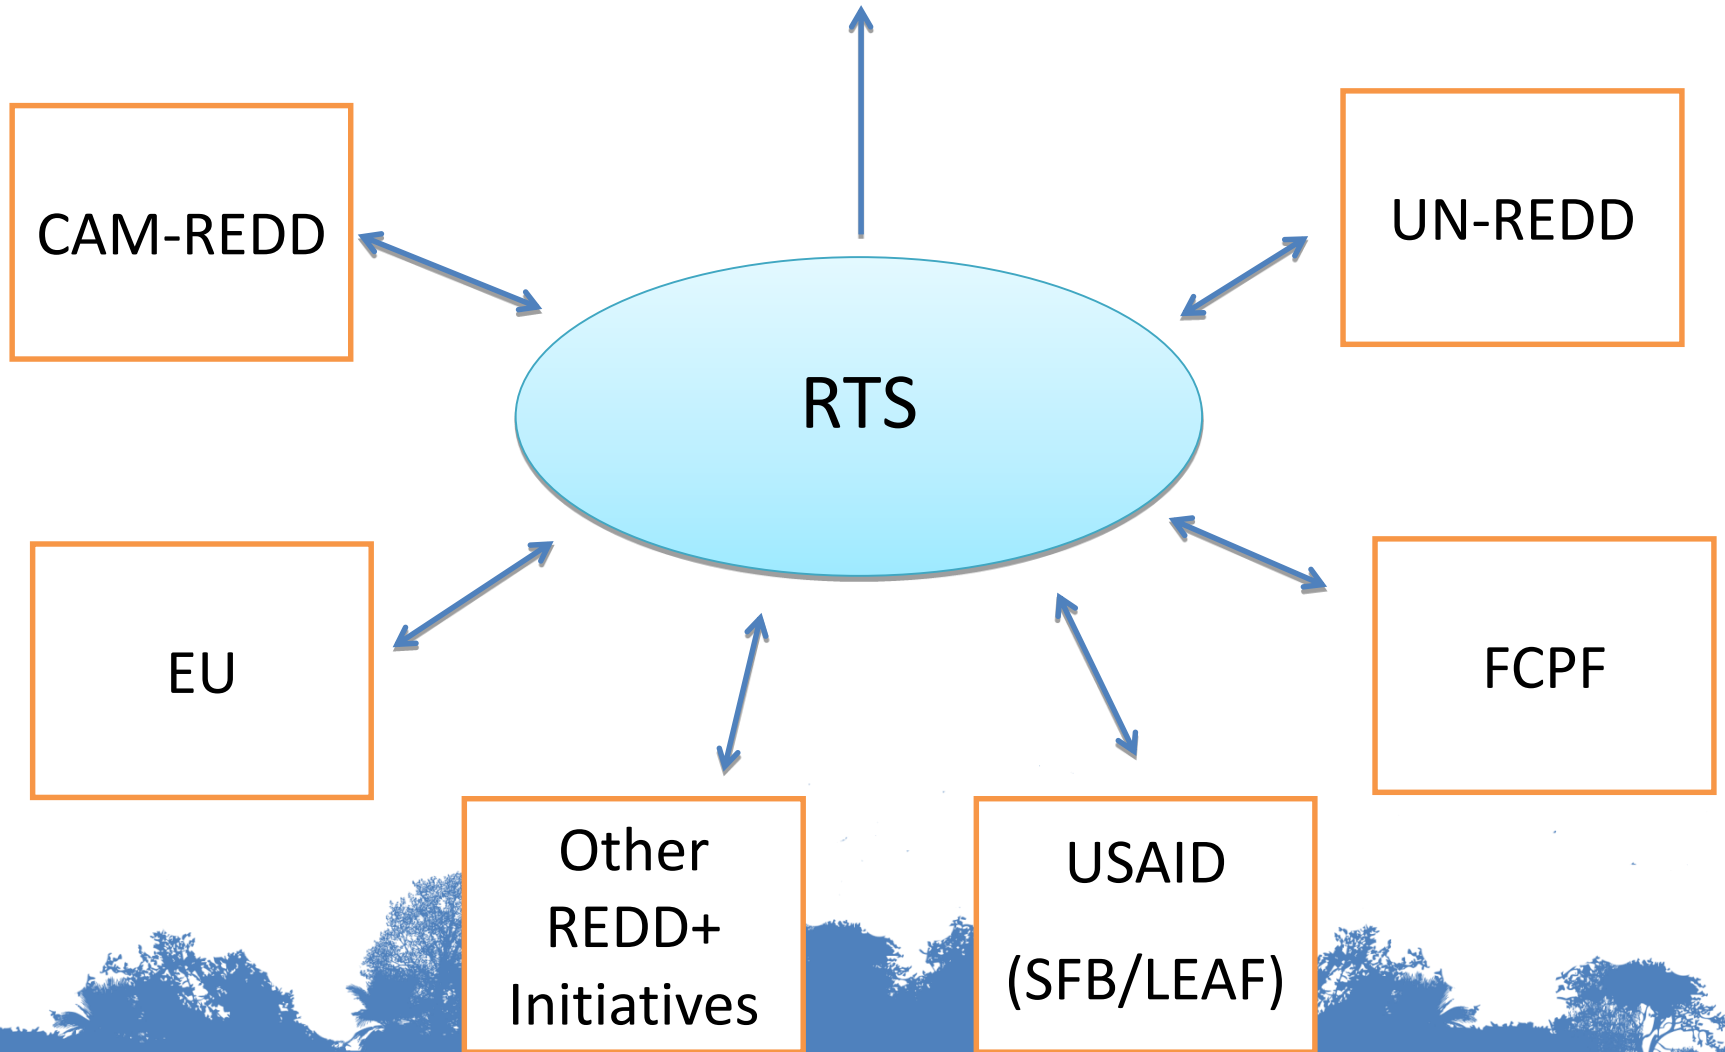 CAM-REDD
UN-REDD
RTS
EU
FCPF
Other
REDD+
Initiatives
USAID
(SFB/LEAF)